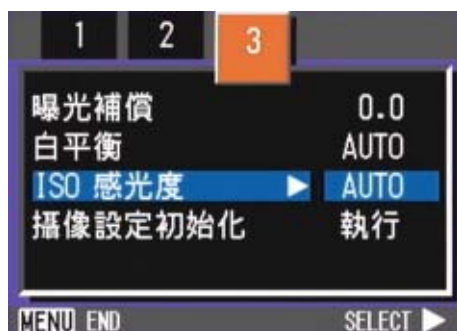 1 2 3
曝光補償 0.0
白平衡 AUTO
ISO 感光度 ▶ AUTO
攝像設定初始化 執行
MENU END SELECT ▶